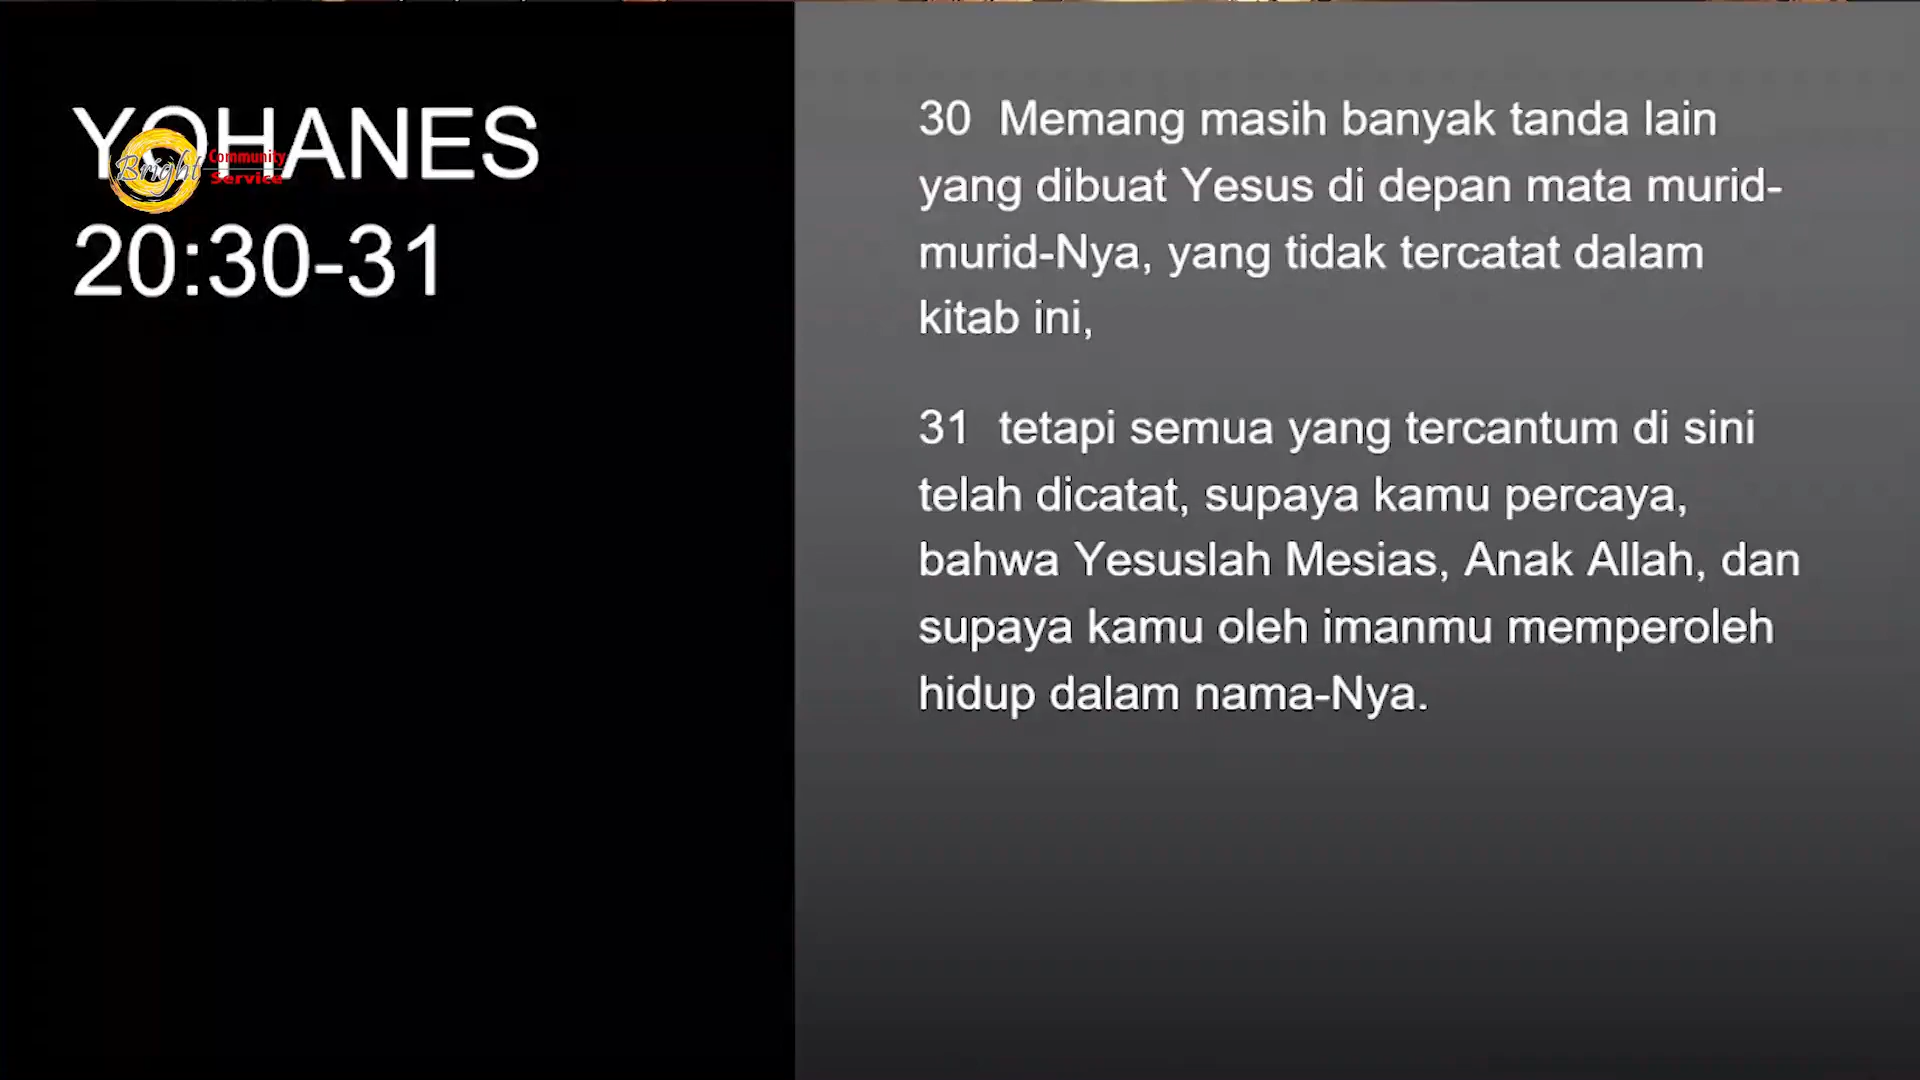 YOHANES
20:30-31
Bright Community
Service
30 Memang masih banyak tanda lain
yang dibuat Yesus di depan mata murid-
murid-Nya, yang tidak tercatat dalam
kitab ini,
31 tetapi semua yang tercantum di sini
telah dicatat, supaya kamu percaya,
bahwa Yesuslah Mesias, Anak Allah, dan
supaya kamu oleh imanmu memperoleh
hidup dalam nama-Nya.